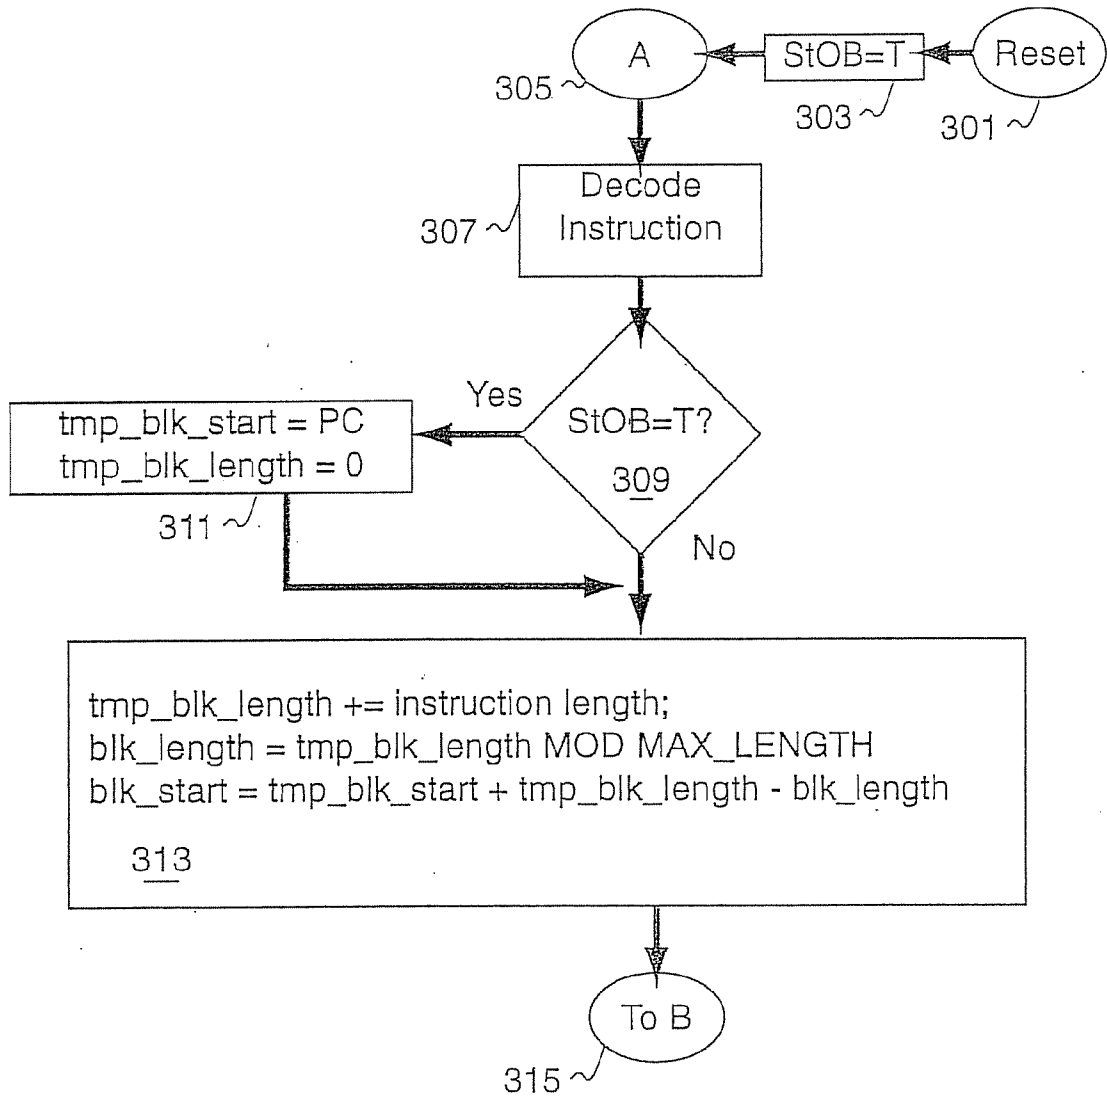 A
StOB=T
Reset
305
303
301
Decode
Instruction
307
Yes
StOB=T?
309
tmp_blk_start = PC
tmp_blk_length = 0
311
No
tmp_blk_length += instruction length;
blk_length = tmp_blk_length MOD MAX_LENGTH
blk_start = tmp_blk_start + tmp_blk_length - blk_length
313
To B
315